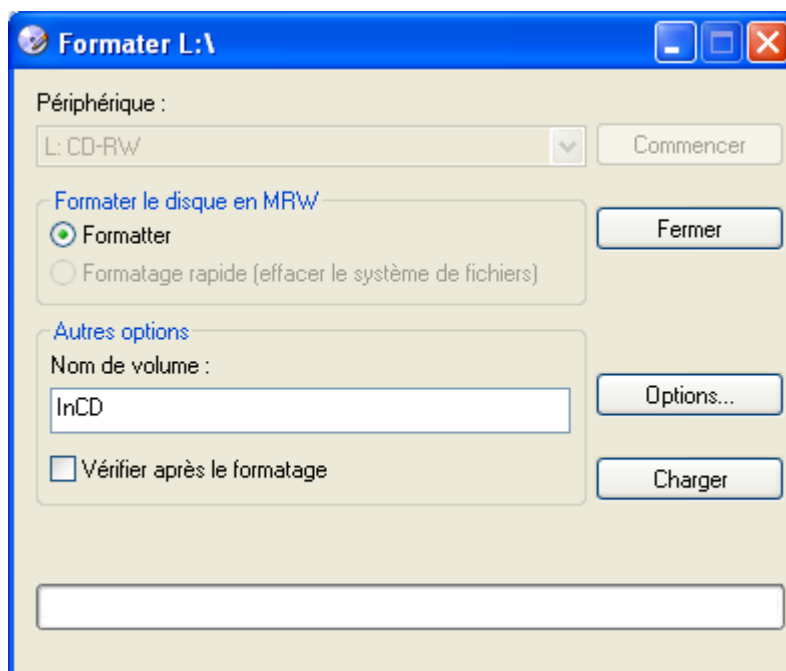 Formater L:\
Périphérique :
L: CD-RW
Commencer
Formater le disque en MRW
Formatter
Fermer
Formatage rapide (effacer le système de fichiers)
Autres options
Nom de volume :
InCD
Options...
Vérifier après le formatage
Charger